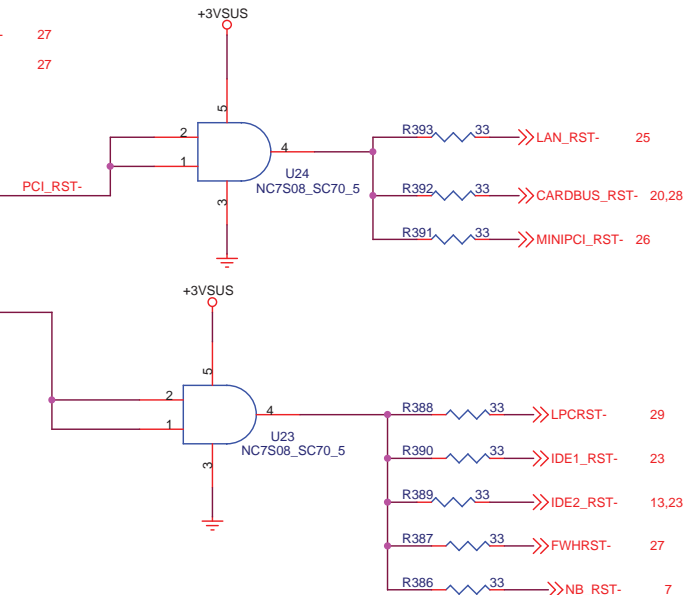 +3VSUS
27
27
5
2
4
1
3
U24
NC7S08_SC70_5
PCI_RST-
R393 33 LAN_RST- 25
R392 33 CARDBUS_RST- 20,28
R391 33 MINIPCI_RST- 26
+3VSUS
5
2
4
1
3
U23
NC7S08_SC70_5
R388 33 LPCRST- 29
R390 33 IDE1_RST- 23
R389 33 IDE2_RST- 13,23
R387 33 FWHRST- 27
R386 33 NB_RST- 7